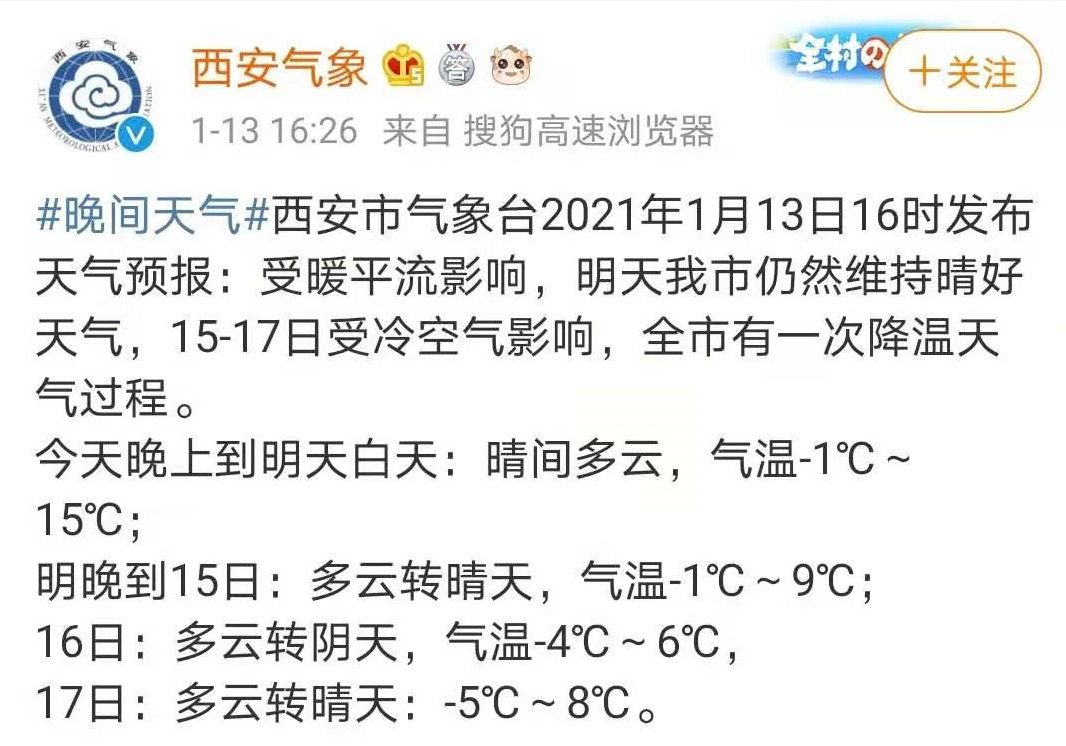 西安气象
全村の
+关注
1-13 16:26 来自 搜狗高速浏览器
#晚间天气#西安市气象台2021年1月13日16时发布
天气预报：受暖平流影响，明天我市仍然维持晴好
天气，15-17日受冷空气影响，全市有一次降温天
气过程。
今天晚上到明天白天：晴间多云，气温-1℃～
15℃；
明晚到15日：多云转晴天，气温-1℃～9℃；
16日：多云转阴天，气温-4℃～6℃，
17日：多云转晴天：-5℃～8℃。